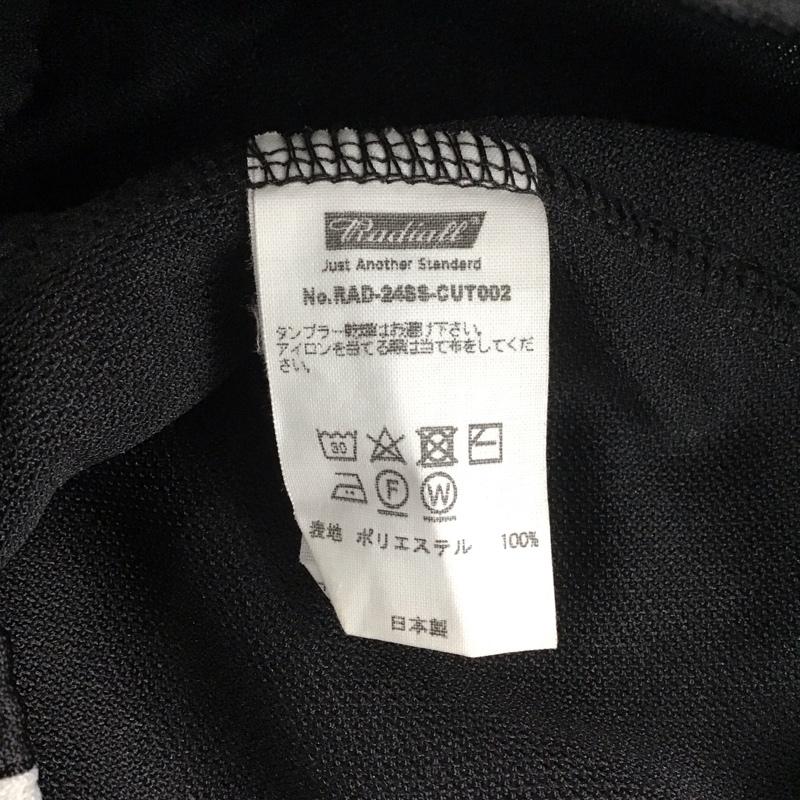 Radiall
Just Another Standard
No.RAD-24SS-CUT002
タンブラー乾燥はお避け下さい。
アイロンを当てる際は当て布をしてくだ
さい。
30
F
W
表地 ポリエステル 100%
日本製